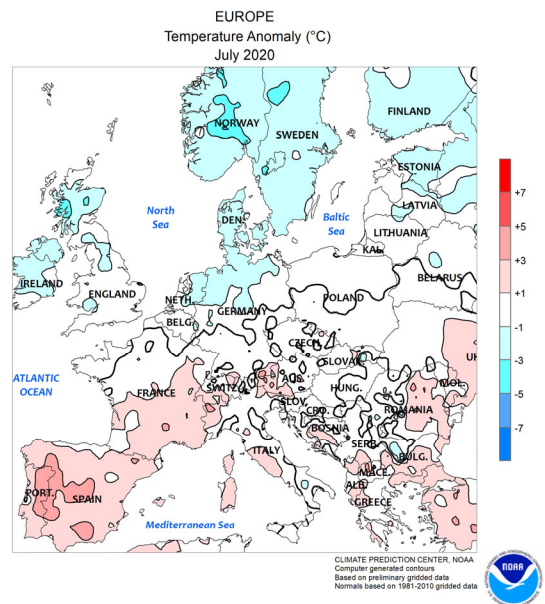 EUROPE
Temperature Anomaly (°C)
July 2020
FINLAND
NORWAY
SWEDEN
ESTONIA
North
Sea
DEN.
Baltic
Sea
LATVIA
LITHUANIA
KAL.
IRELAND
ENGLAND
NETH.
BELG.
GERMANY
POLAND
BELARUS
CZECH.
SLOVAK.
UK
MOL.
ATLANTIC
OCEAN
FRANCE
SWITZ.
AUS.
HUNG.
SLOV.
CRO.
ROMANIA
BOSNIA
SERB.
ITALY
BULG.
MACE.
ALB.
GREECE
PORT.
SPAIN
Mediterranean Sea
+7
+5
+3
+1
-1
-3
-5
-7
CLIMATE PREDICTION CENTER, NOAA
Computer generated contours
Based on preliminary gridded data
Normals based on 1981-2010 gridded data
NOAA